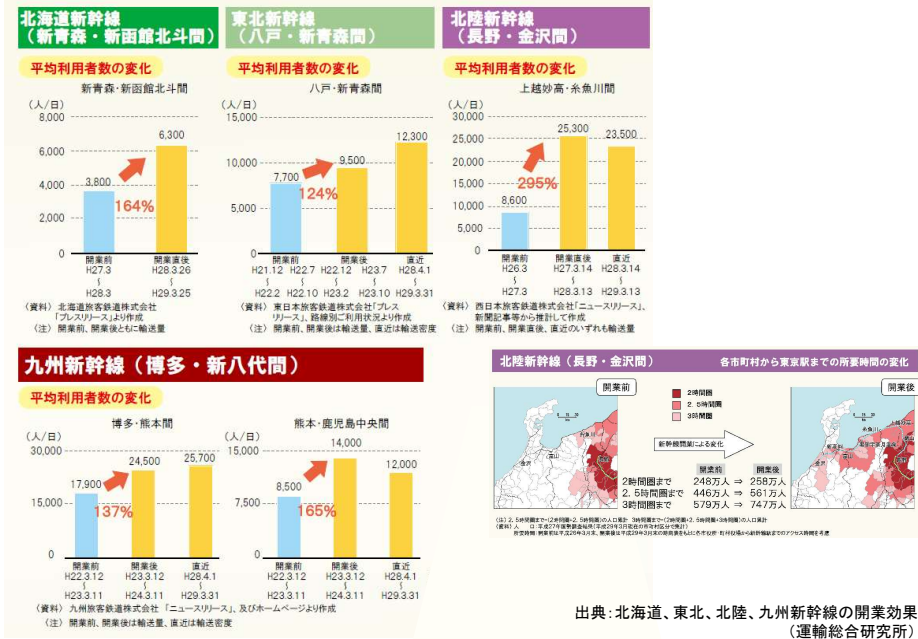 北海道新幹線
（新青森・新函館北斗間）
平均利用者数の変化
新青森・新函館北斗間
（人/日）
8,000
6,000
4,000
2,000
0
3,800
6,300
164%
開業前
H27.3
〜
H28.3
開業直後
H28.3.26
〜
H29.3.25
（資料） 北海道旅客鉄道株式会社
「プレスリリース」より作成
（注） 開業前、開業後ともに輸送量
東北新幹線
（八戸・新青森間）
平均利用者数の変化
八戸・新青森間
（人/日）
15,000
10,000
5,000
0
7,700
9,500
12,300
124%
開業前 開業後 直近
H21.12 H22.7 H22.12 H23.7 H28.4.1
〜 〜 〜 〜 〜
H22.2 H22.10 H23.2 H23.10 H29.3.31
（資料） 東日本旅客鉄道株式会社「プレス
リリース」、路線別ご利用状況より作成
（注） 開業前、開業後は輸送量、直近は輸送密度
北陸新幹線
（長野・金沢間）
平均利用者数の変化
上越妙高・糸魚川間
（人/日）
30,000
25,000
20,000
15,000
10,000
5,000
0
8,600
25,300
23,500
295%
開業前 開業直後 直近
H26.3 H27.3.14 H28.3.14
〜 〜 〜
H27.3 H28.3.13 H29.3.13
（資料） 西日本旅客鉄道株式会社「ニュースリリース」、
新聞記事等から推計して作成
（注） 開業前、開業直後、直近のいずれも輸送量
九州新幹線（博多・新八代間）
平均利用者数の変化
博多・熊本間
（人/日）
30,000
15,000
0
17,900
24,500
25,700
137%
開業前 開業後 直近
H22.3.12 H23.3.12 H28.4.1
〜 〜 〜
H23.3.11 H24.3.11 H29.3.31
熊本・鹿児島中央間
（人/日）
15,000
7,500
0
8,500
14,000
12,000
165%
開業前 開業後 直近
H22.3.12 H23.3.12 H28.4.1
〜 〜 〜
H23.3.11 H24.3.11 H29.3.31
（資料） 九州旅客鉄道株式会社 「ニュースリリース」、及びホームページより作成
（注） 開業前、開業後は輸送量、直近は輸送密度
北陸新幹線（長野・金沢間）
各市町村から東京駅までの所要時間の変化
開業前
2時間圏
2．5時間圏
3時間圏
新幹線開業による変化
開業後
糸魚川
富山
金沢
上越妙高
糸魚川
富山
金沢
開業前 開業後
2時間圏まで 248万人 ⇒ 258万人
2．5時間圏まで 446万人 ⇒ 561万人
3時間圏まで 579万人 ⇒ 747万人
出典：北海道、東北、北陸、九州新幹線の開業効果
（運輸総合研究所）